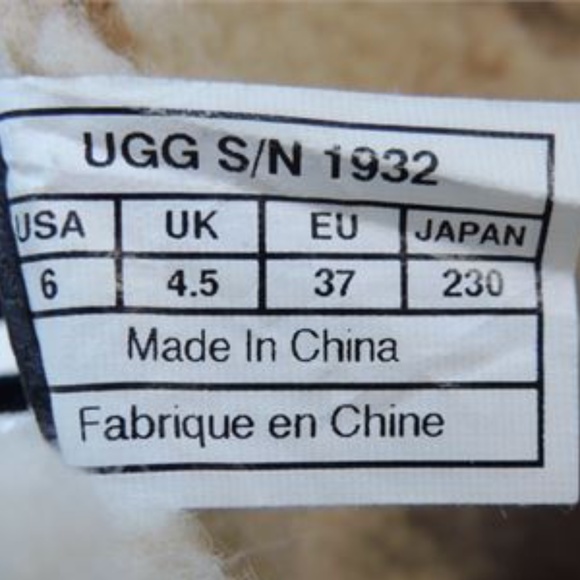 UGG S/N 1932
USA UK EU JAPAN
6 4.5 37 230
Made In China
Fabrique en Chine